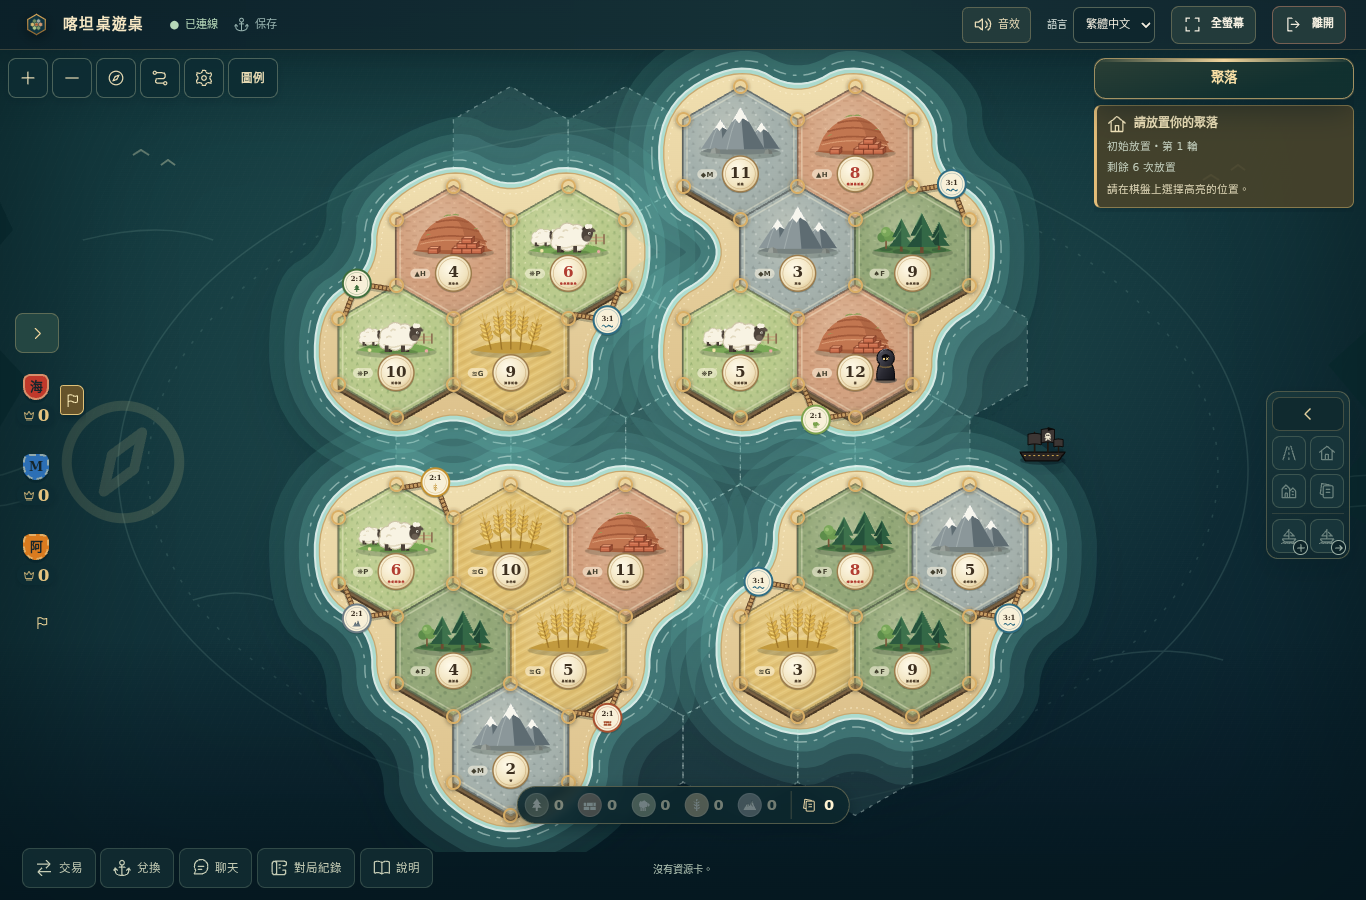 喀坦桌遊桌
已連線
保存
音效
語言
繁體中文
全螢幕
離開
圖例
聚落
請放置你的聚落
初始放置・第 1 輪
剩餘 6 次放置
請在棋盤上選擇高亮的位置。
◆M 11
▲H 8
3:1
▲H 4
❋P 6
◆M 3
♠F 9
2:1
3:1
❋P 10
≋G 9
❋P 5
▲H 12
2:1
海
0
M
0
阿
0
2:1
❋P 6
≋G 10
▲H 11
♠F 8
◆M 5
3:1
2:1
3:1
♠F 4
≋G 5
≋G 3
♠F 9
2:1
◆M 2
0 0 0 0 0 0
交易
兌換
聊天
對局紀錄
說明
沒有資源卡。